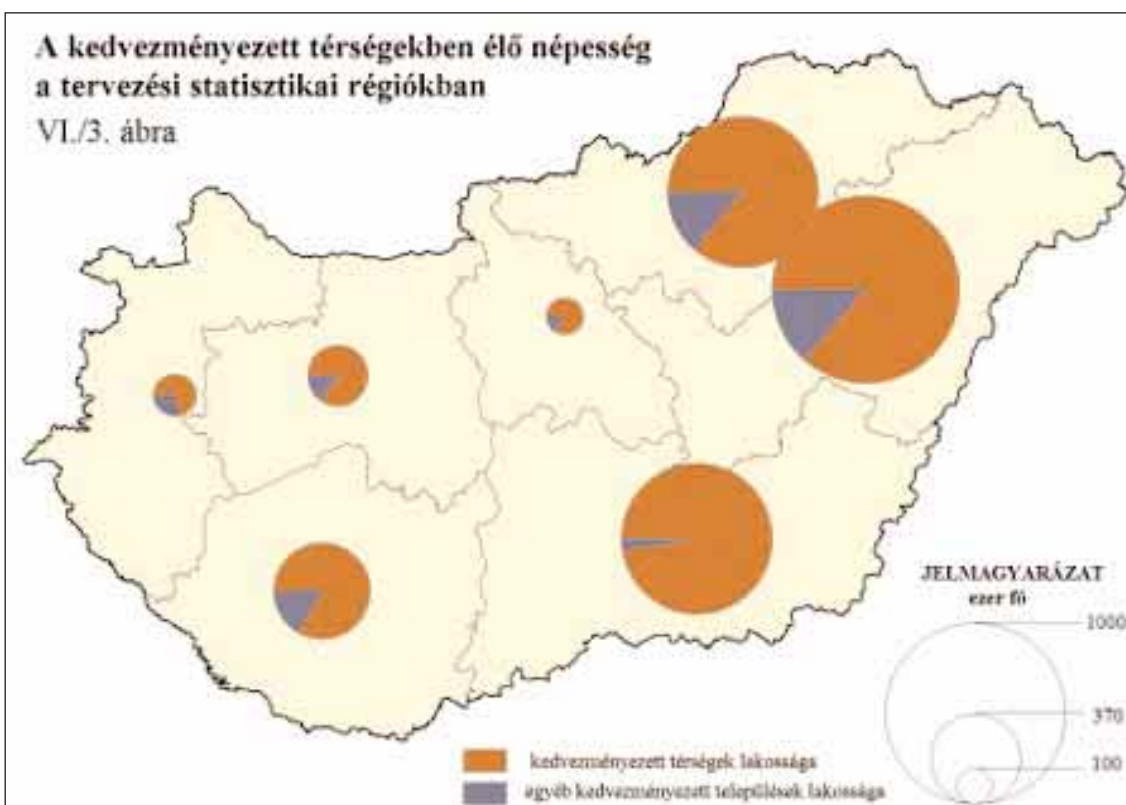 A kedvezményezett térségekben élő népesség
a tervezési statisztikai régiókban
VI./3. ábra
JELMAGYARÁZAT
ezer fő
1000
370
100
kedvezményezett térségek lakossága
egyéb kedvezményezett települések lakossága